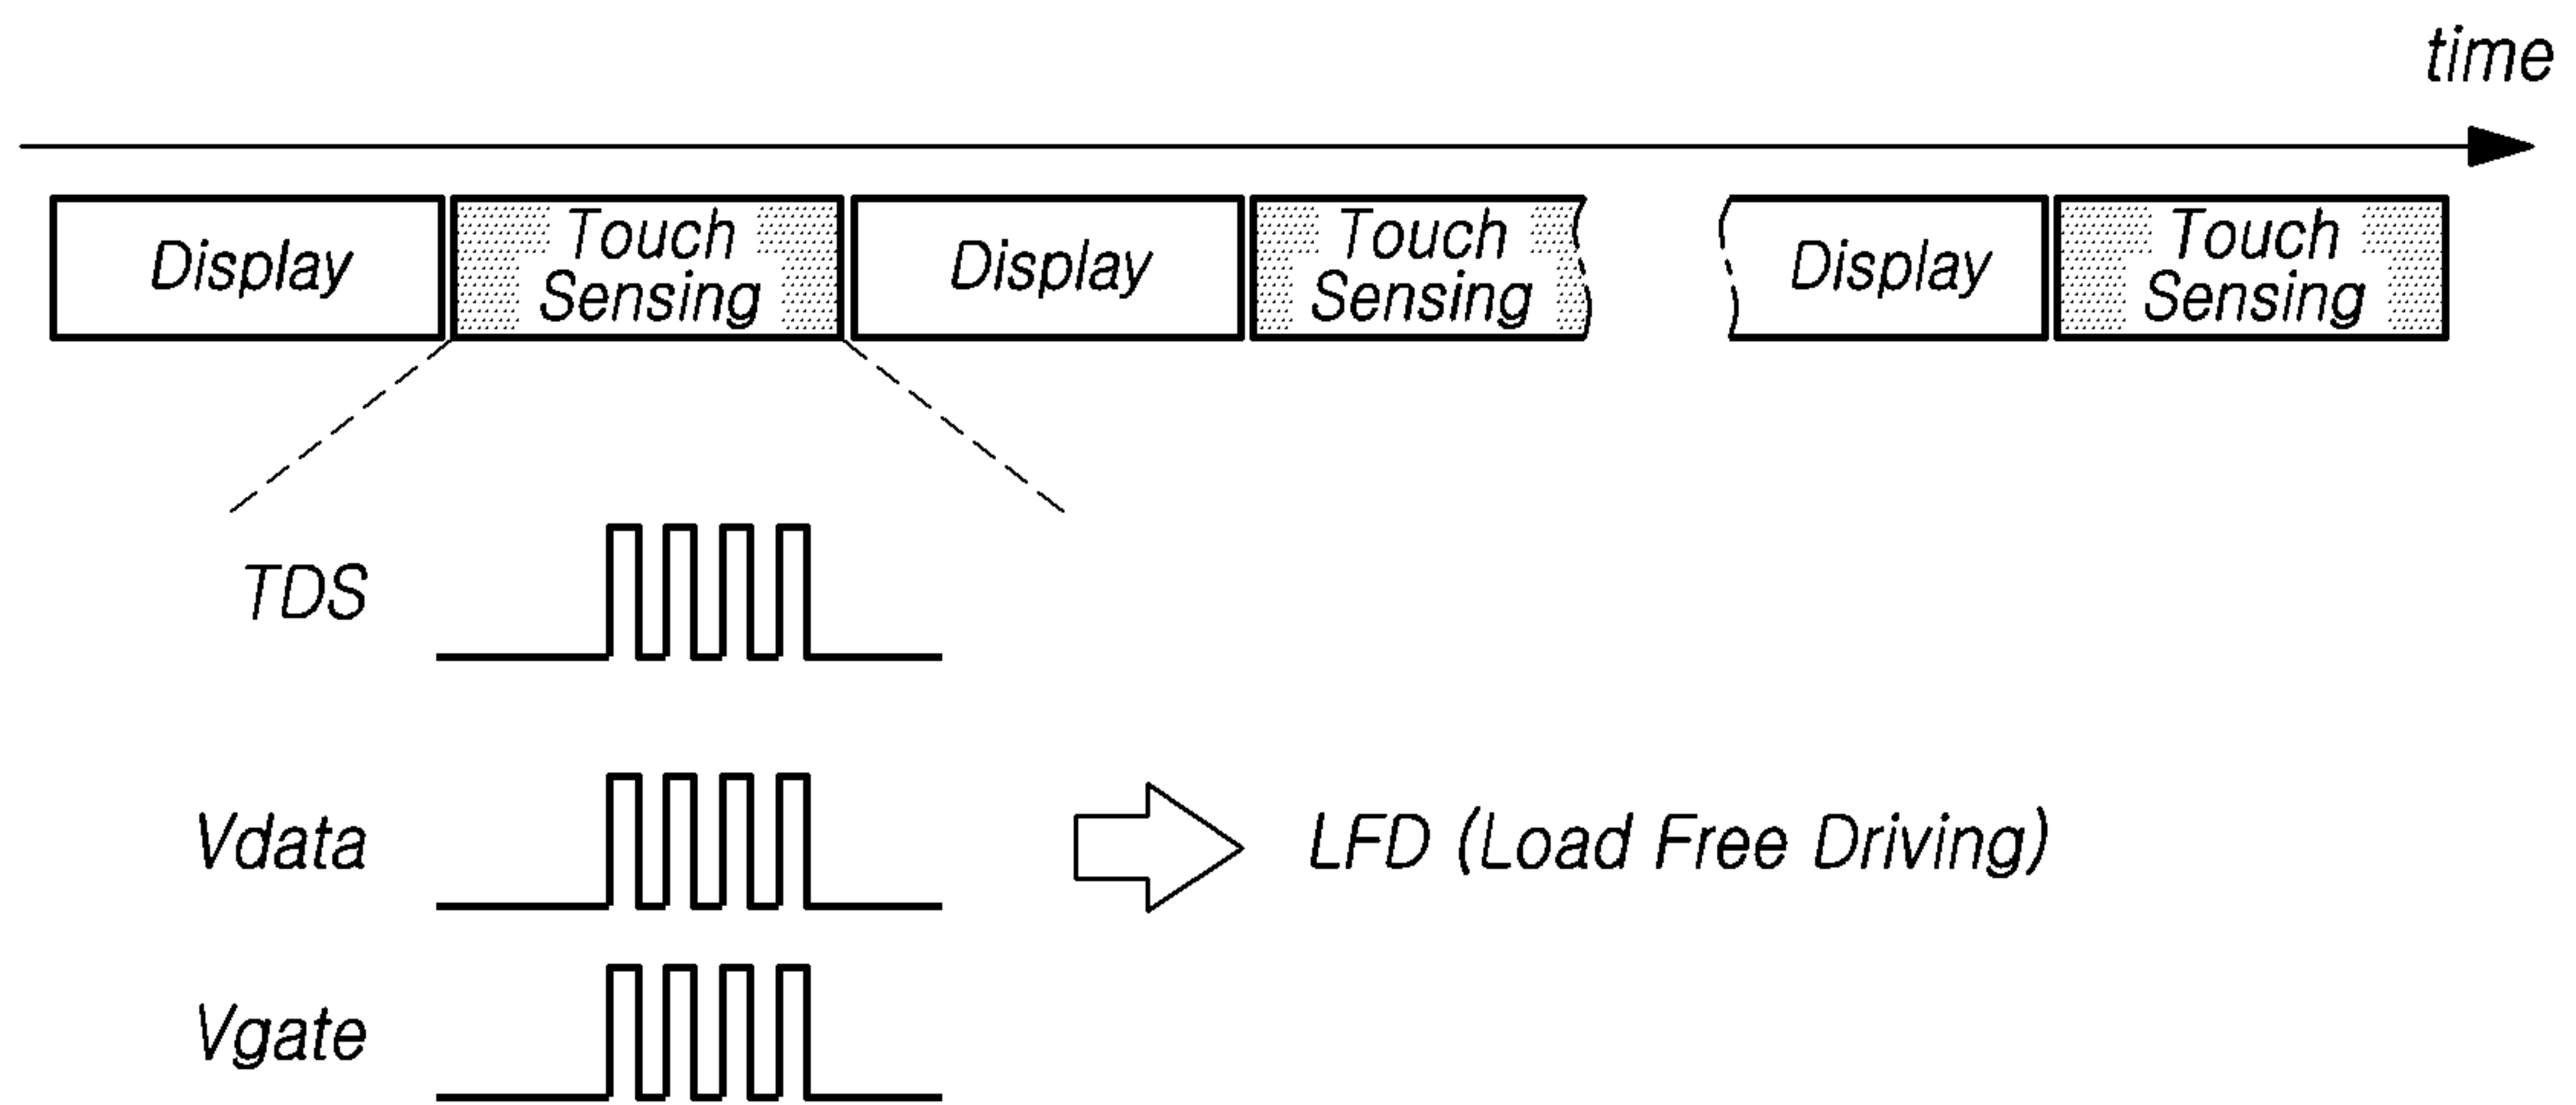 time
Display
Touch
Sensing
Display
Touch
Sensing
Display
Touch
Sensing
TDS
Vdata
LFD (Load Free Driving)
Vgate